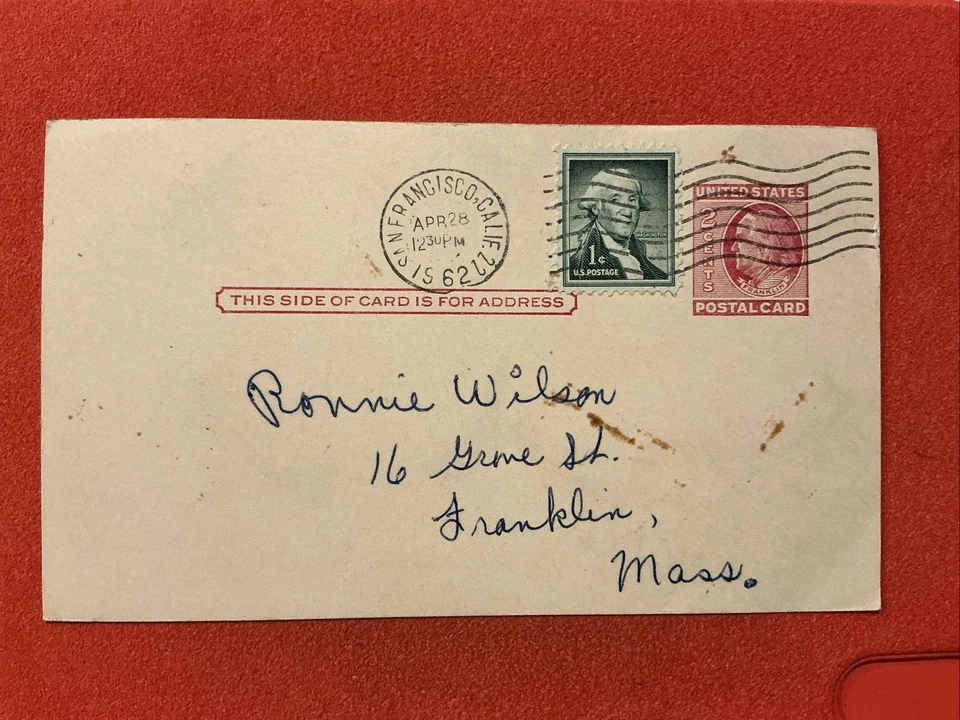 SAN FRANCISCO, CALIF. 22
APR 28
12 30 PM
1962
WASHINGTON
1¢
U.S. POSTAGE
UNITED STATES
2 CENTS
FRANKLIN
POSTAL CARD
THIS SIDE OF CARD IS FOR ADDRESS
Ronnie Wilson
16 Grove St.
Franklin,
Mass.